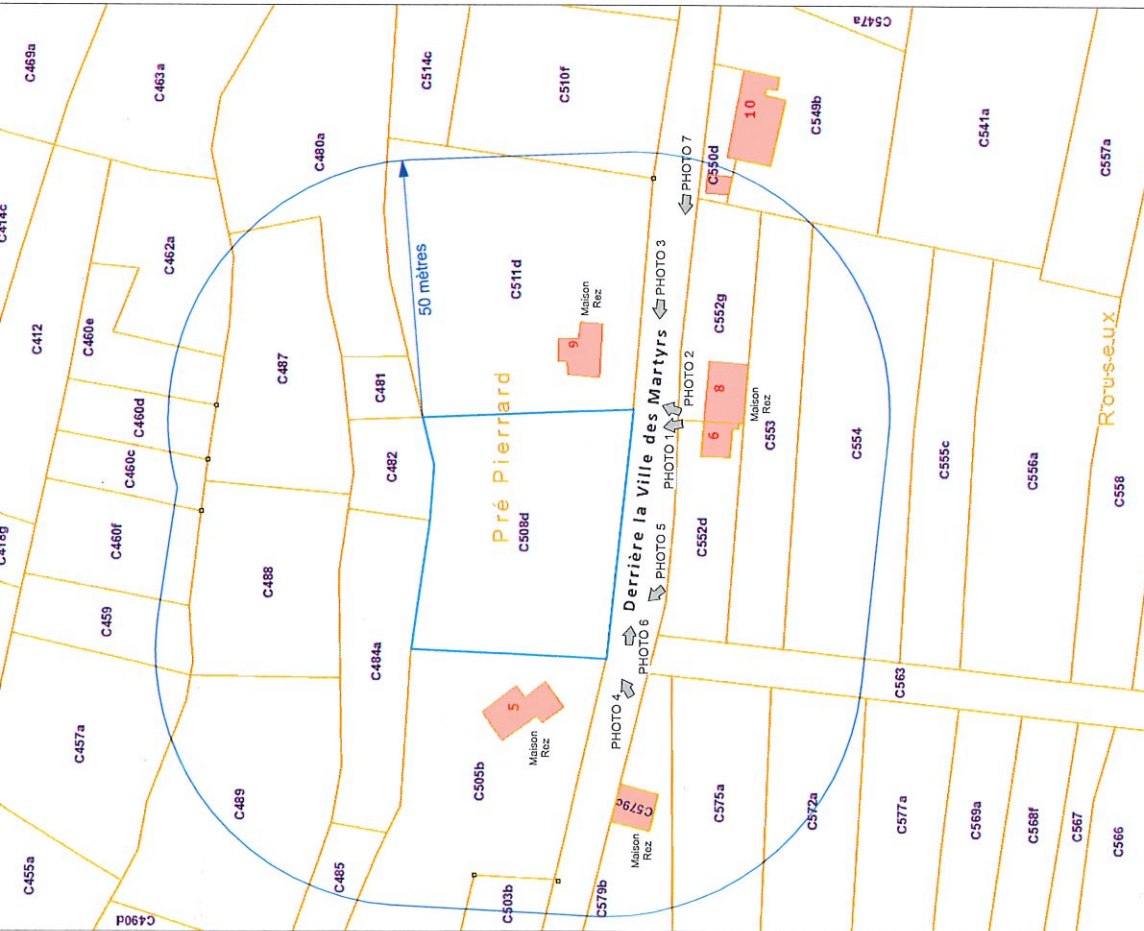 C469a
C463a
C414c
C412
C462a
C460e
C460d
C460c
C460f
C418g
C459
C457a
C455a
C490d
C547a
C514c
C510f
C480a
C487
C481
C482
C488
C484a
C489
C485
50 mètres
C511d
Maison
Rez
9
Pré Pierrard
C508d
5
Maison
Rez
C505b
C503b
C579b
C579c
Maison
Rez
Derrière la Ville des Martyrs
PHOTO 7
PHOTO 3
PHOTO 2
PHOTO 1
PHOTO 5
PHOTO 6
PHOTO 4
10
C550d
C549b
C541a
C557a
C552g
8
6
Maison
Rez
C553
C552d
C554
C555c
C556a
Rouseux
C558
C563
C575a
C572a
C577a
C569a
C568f
C567
C566